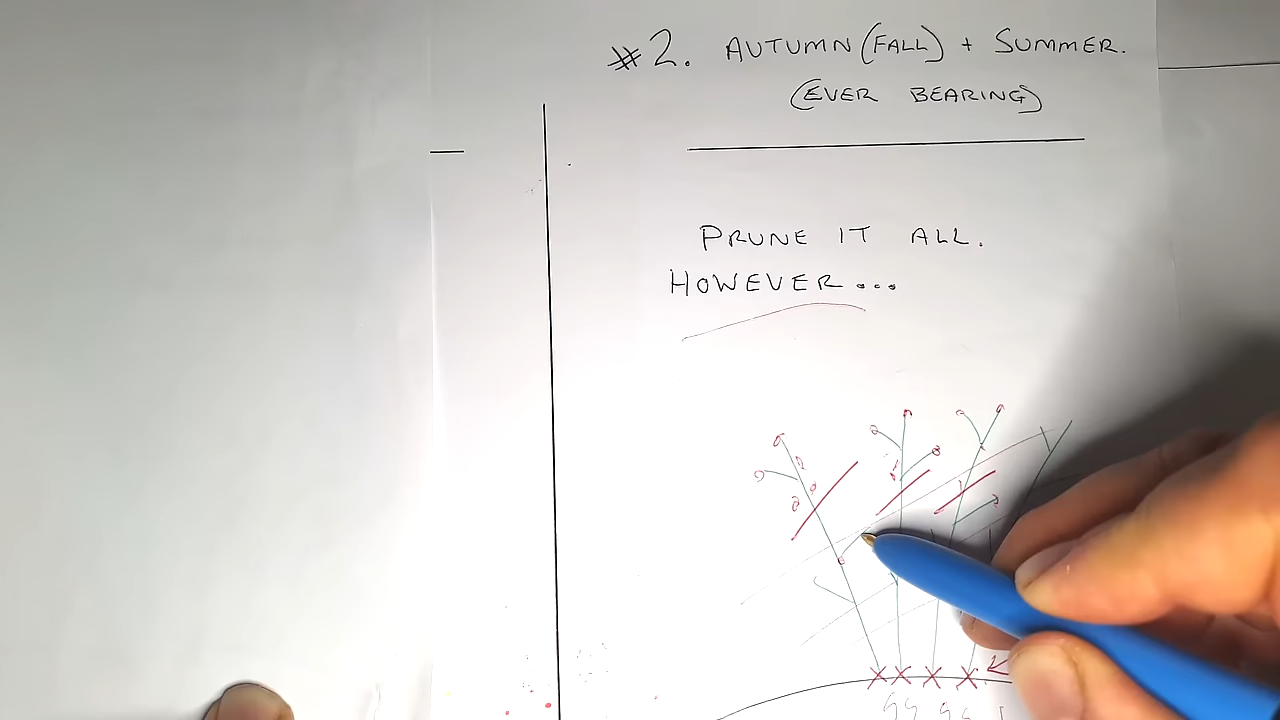 #2. AUTUMN (FALL) + SUMMER.
(EVER BEARING)
PRUNE IT ALL.
HOWEVER...